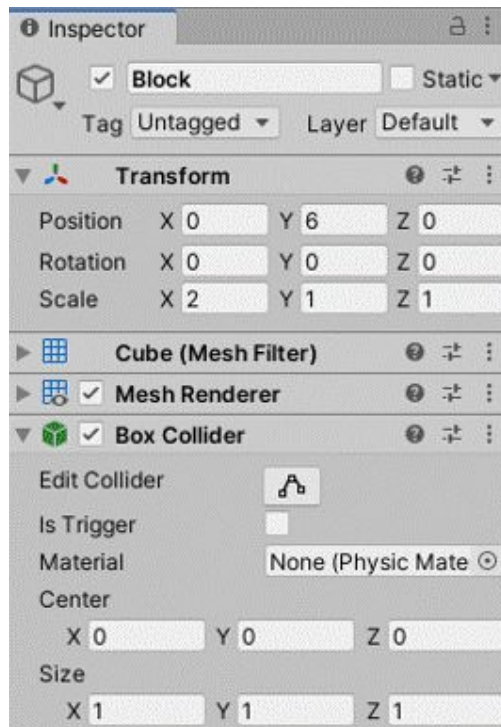 Inspector
Block Static
Tag Untagged Layer Default
Transform
Position X 0 Y 6 Z 0
Rotation X 0 Y 0 Z 0
Scale X 2 Y 1 Z 1
Cube (Mesh Filter)
Mesh Renderer
Box Collider
Edit Collider
Is Trigger
Material None (Physic Mate
Center
X 0 Y 0 Z 0
Size
X 1 Y 1 Z 1